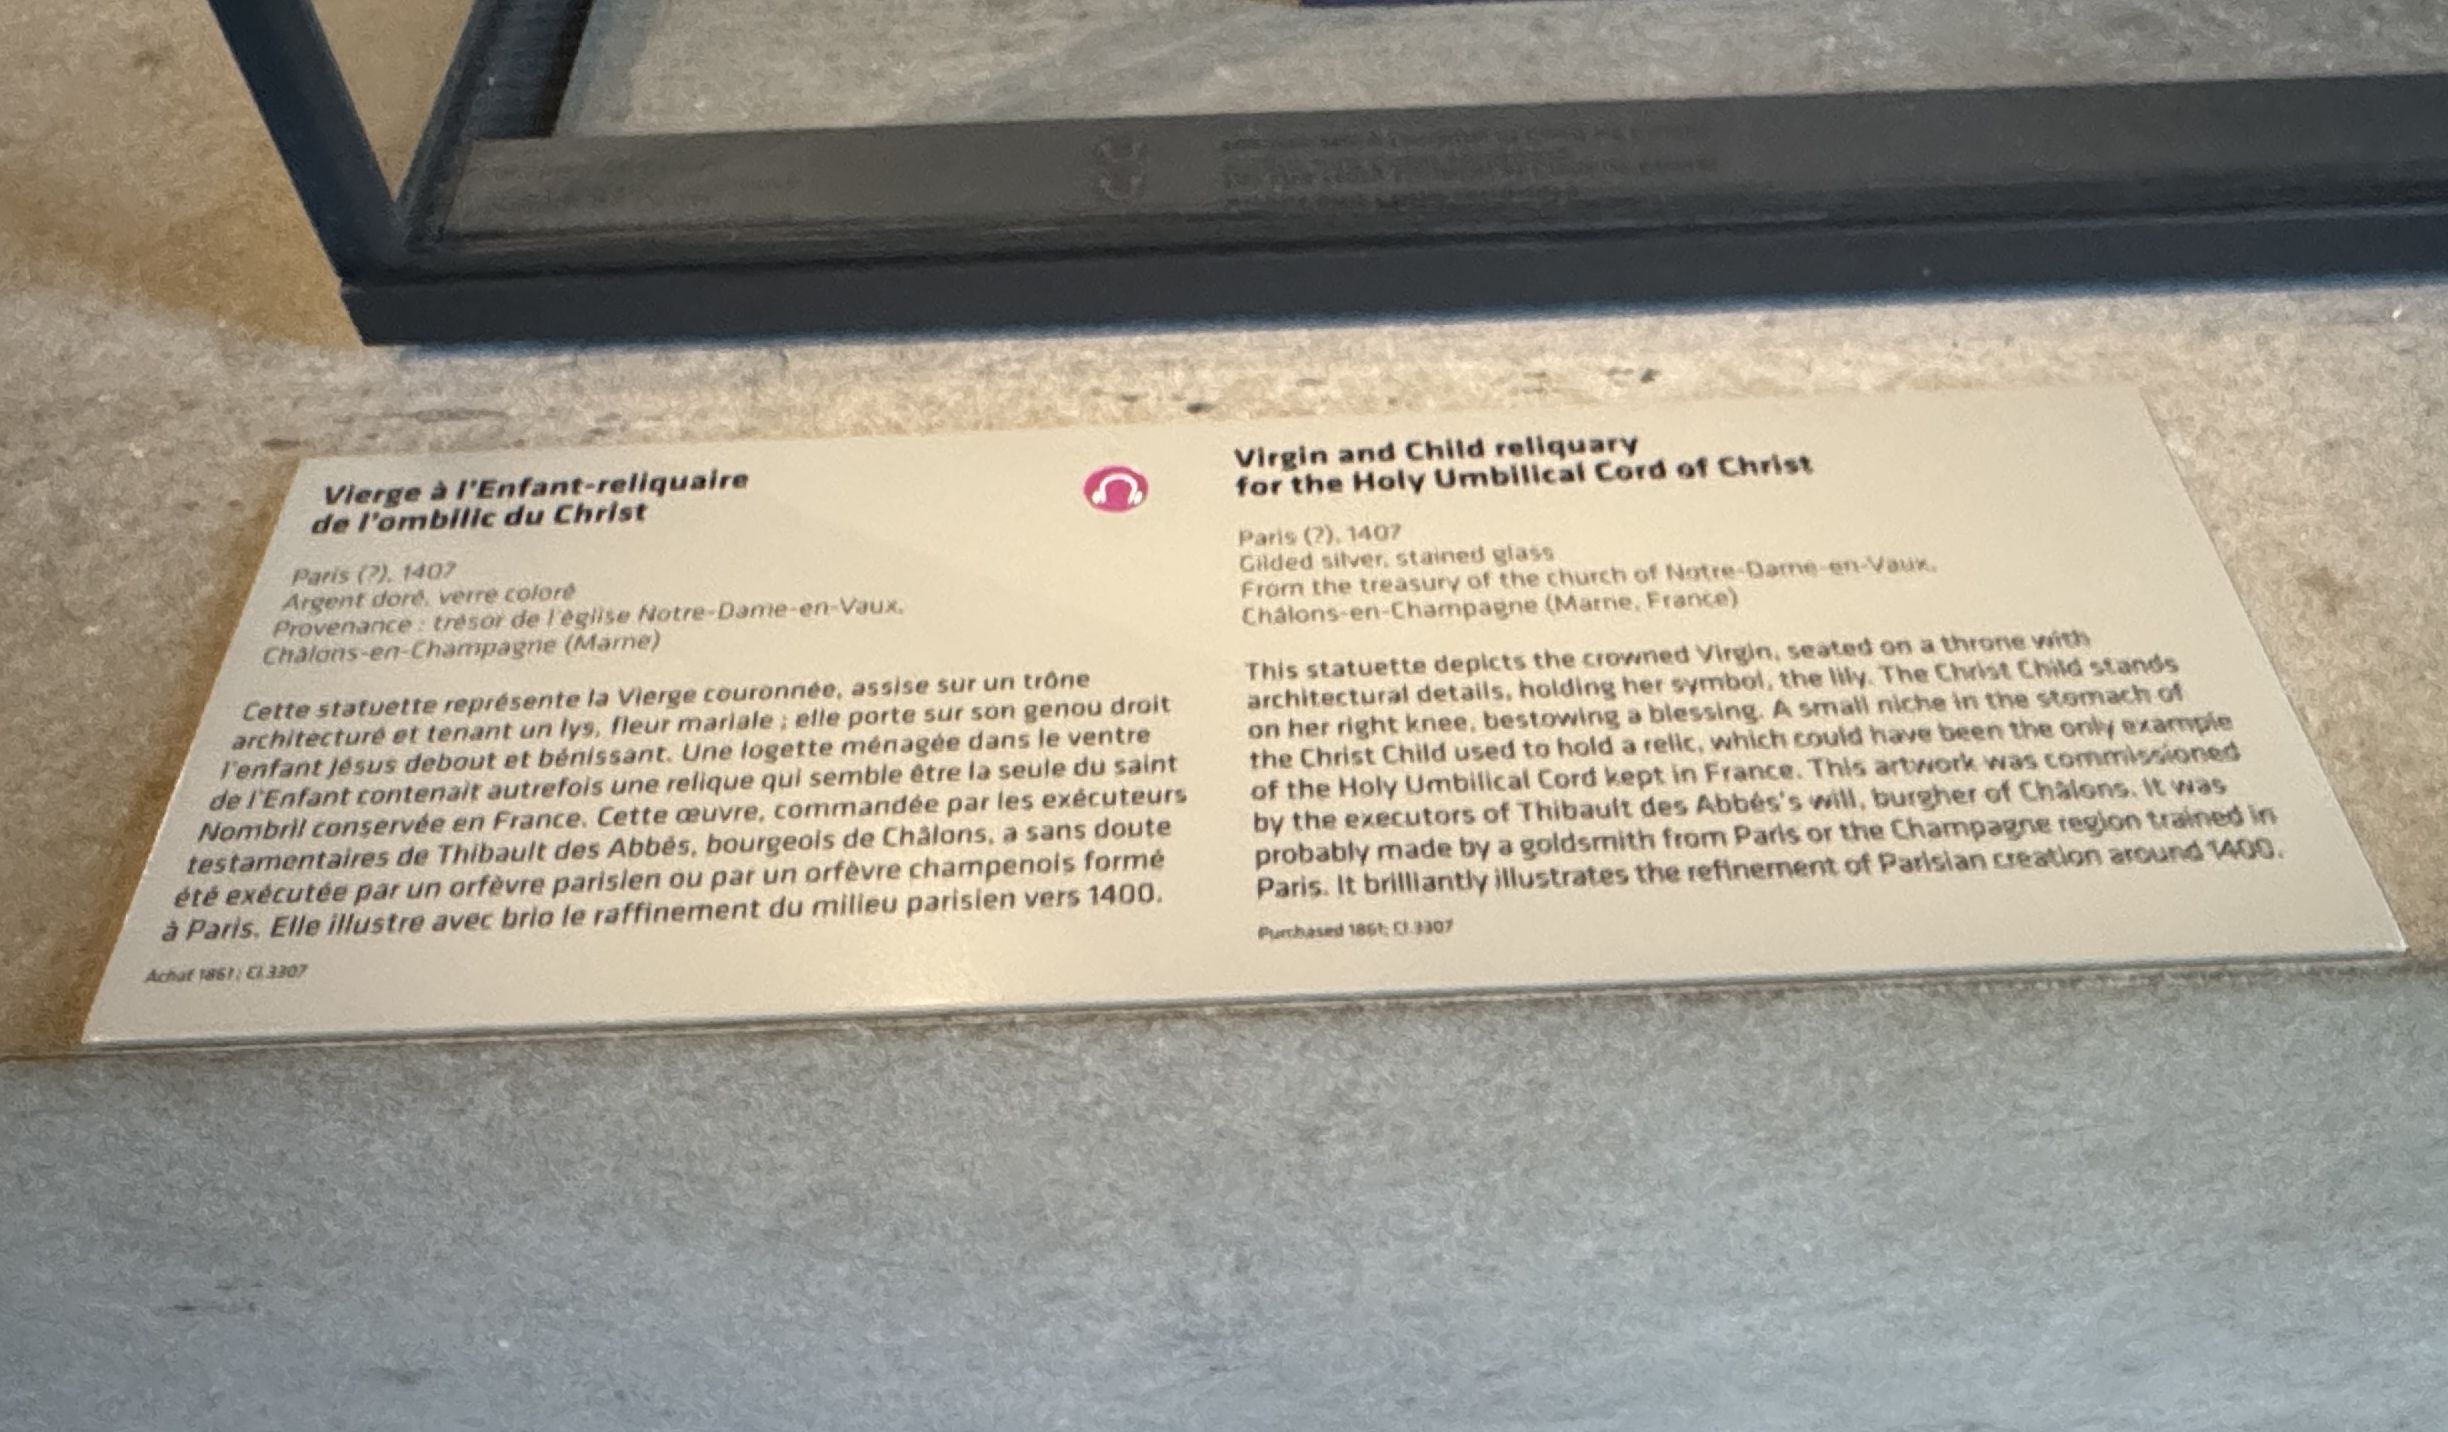 Vierge à l'Enfant-reliquaire
de l'ombilic du Christ
Paris (?), 1407
Argent doré, verre coloré
Provenance : trésor de l'église Notre-Dame-en-Vaux,
Châlons-en-Champagne (Marne)
Cette statuette représente la Vierge couronnée, assise sur un trône
architecturé et tenant un lys, fleur mariale ; elle porte sur son genou droit
l'enfant Jésus debout et bénissant. Une logette ménagée dans le ventre
de l'Enfant contenait autrefois une relique qui semble être la seule du saint
Nombril conservée en France. Cette œuvre, commandée par les exécuteurs
testamentaires de Thibault des Abbés, bourgeois de Châlons, a sans doute
été exécutée par un orfèvre parisien ou par un orfèvre champenois formé
à Paris. Elle illustre avec brio le raffinement du milieu parisien vers 1400.
Achat 1861 ; Cl.3307
Virgin and Child reliquary
for the Holy Umbilical Cord of Christ
Paris (?), 1407
Gilded silver, stained glass
From the treasury of the church of Notre-Dame-en-Vaux,
Châlons-en-Champagne (Marne, France)
This statuette depicts the crowned Virgin, seated on a throne with
architectural details, holding her symbol, the lily. The Christ Child stands
on her right knee, bestowing a blessing. A small niche in the stomach of
the Christ Child used to hold a relic, which could have been the only example
of the Holy Umbilical Cord kept in France. This artwork was commissioned
by the executors of Thibault des Abbés's will, burgher of Châlons. It was
probably made by a goldsmith from Paris or the Champagne region trained in
Paris. It brilliantly illustrates the refinement of Parisian creation around 1400.
Purchased 1861; Cl.3307